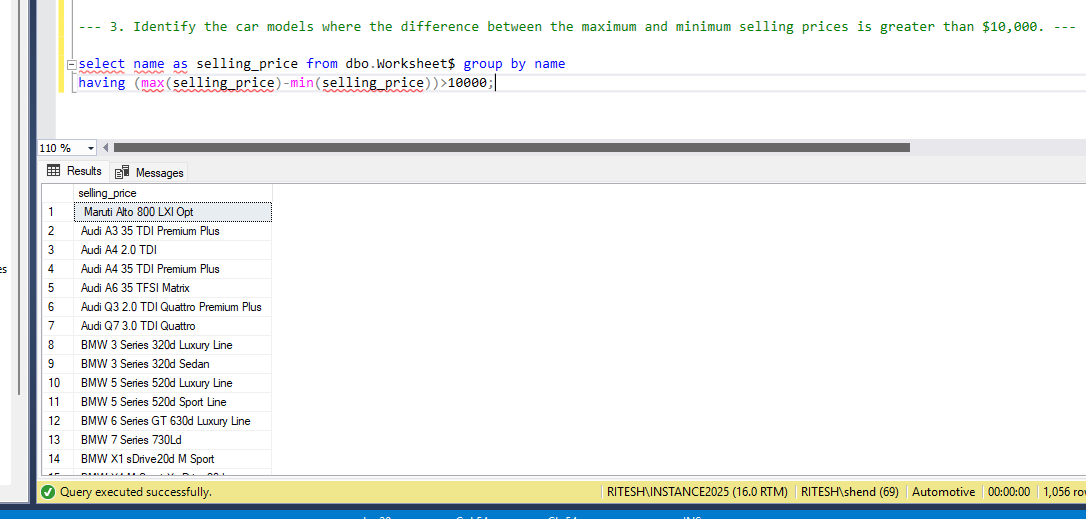 --- 3. Identify the car models where the difference between the maximum and minimum selling prices is greater than $10,000. ---
select name as selling_price from dbo.Worksheet$ group by name
having (max(selling_price)-min(selling_price))>10000;
110 %
Results Messages
selling_price
1 Maruti Alto 800 LXI Opt
2 Audi A3 35 TDI Premium Plus
3 Audi A4 2.0 TDI
4 Audi A4 35 TDI Premium Plus
5 Audi A6 35 TFSI Matrix
6 Audi Q3 2.0 TDI Quattro Premium Plus
7 Audi Q7 3.0 TDI Quattro
8 BMW 3 Series 320d Luxury Line
9 BMW 3 Series 320d Sedan
10 BMW 5 Series 520d Luxury Line
11 BMW 5 Series 520d Sport Line
12 BMW 6 Series GT 630d Luxury Line
13 BMW 7 Series 730Ld
14 BMW X1 sDrive20d M Sport
Query executed successfully. RITESH\INSTANCE2025 (16.0 RTM) RITESH\shend (69) Automotive 00:00:00 1,056